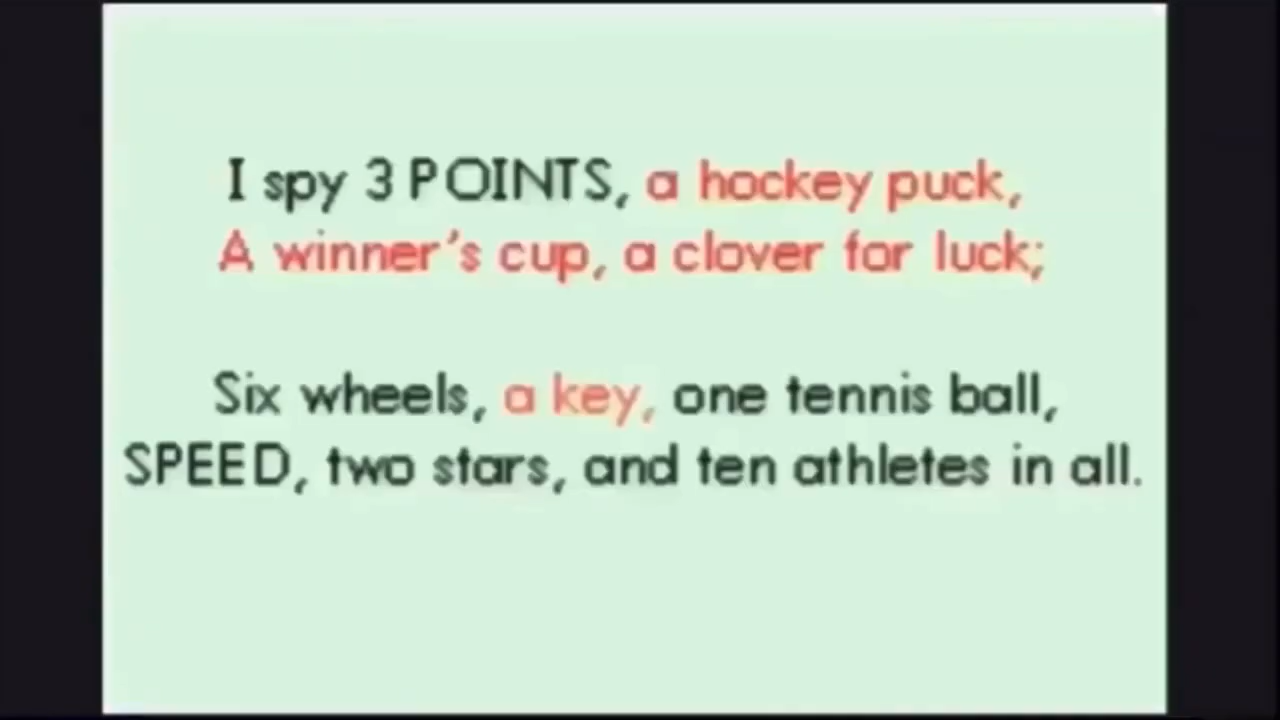 I spy 3 POINTS, a hockey puck,
A winner's cup, a clover for luck;
Six wheels, a key, one tennis ball,
SPEED, two stars, and ten athletes in all.